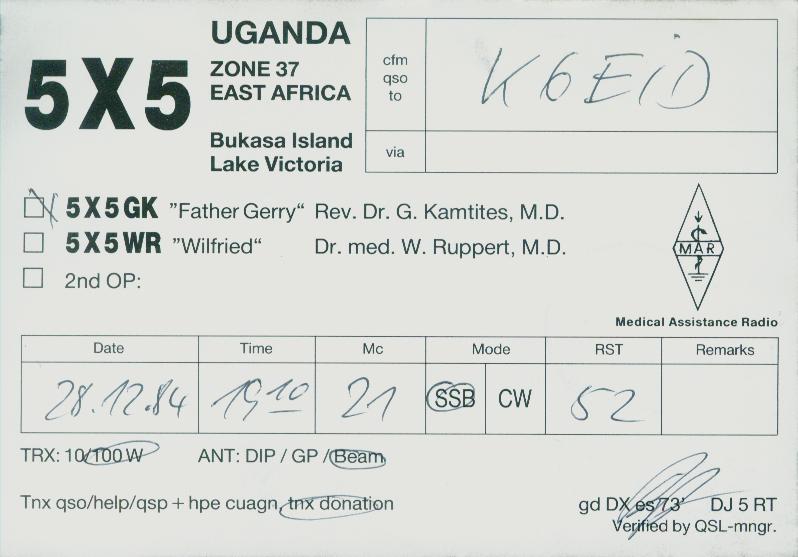 UGANDA
5X5
ZONE 37
EAST AFRICA
Bukasa Island
Lake Victoria
cfm
qso
to
K6EID
via
5X5GK "Father Gerry" Rev. Dr. G. Kamtites, M.D.
5X5WR "Wilfried" Dr. med. W. Ruppert, M.D.
2nd OP:
MAR
Medical Assistance Radio
Date Time Mc Mode RST Remarks
28.12.84 1910 21 SSB CW 52
TRX: 10/100 W ANT: DIP / GP / Beam
Tnx qso/help/qsp + hpe cuagn, tnx donation gd DX es 73' DJ 5 RT
Verified by QSL-mngr.